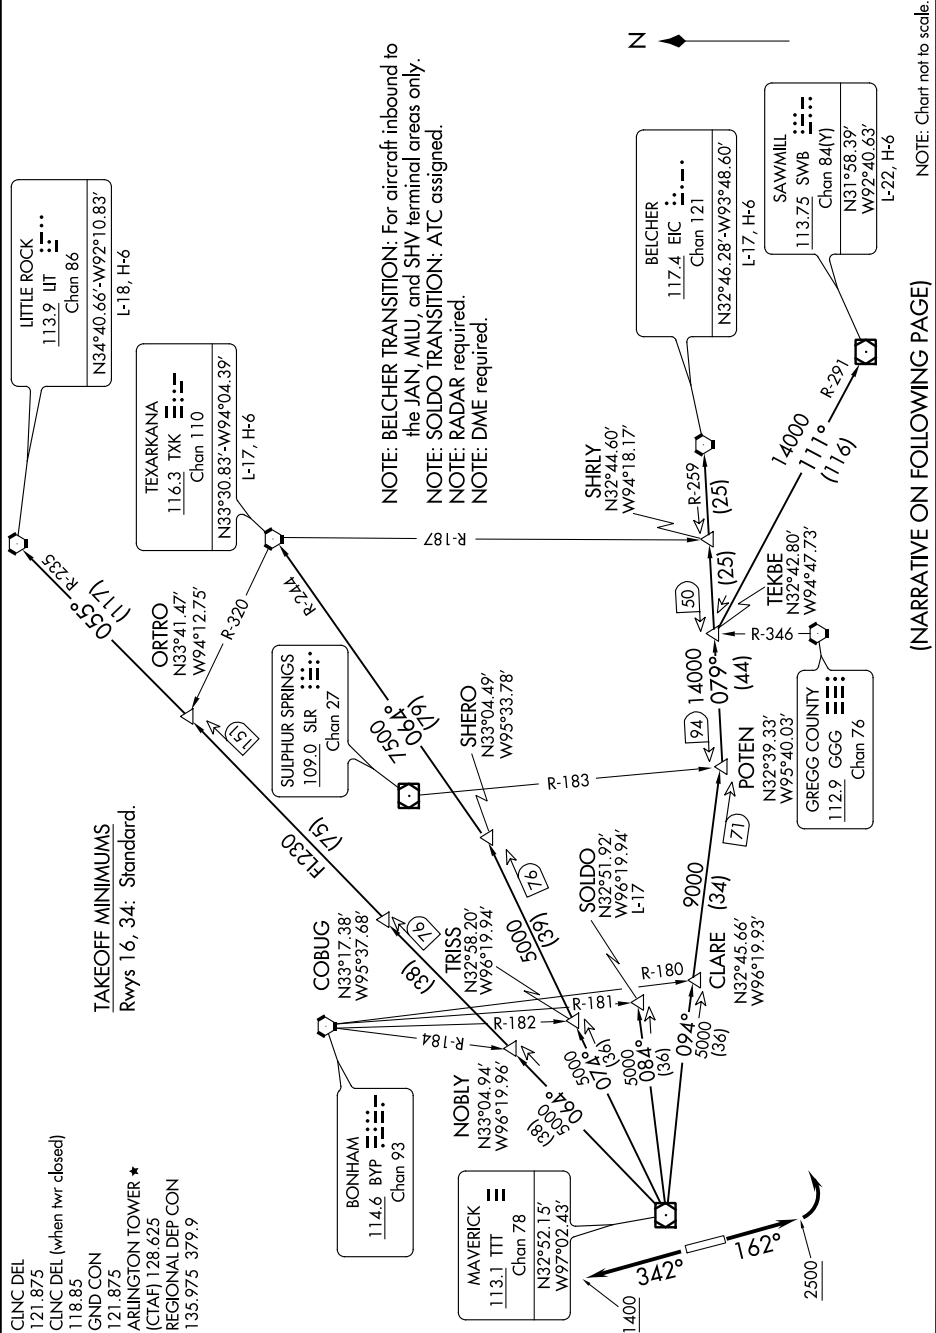 CLNC DEL
121.875
CLNC DEL (when twr closed)
118.85
GND CON
121.875
ARLINGTON TOWER ★
(CTAF) 128.625
REGIONAL DEP CON
135.975 379.9
TAKEOFF MINIMUMS
Rwys 16, 34: Standard.
LITTLE ROCK
113.9 LIT
Chan 86
N34°40.66'-W92°10.83'
L-18, H-6
TEXARKANA
116.3 TXK
Chan 110
N33°30.83'-W94°04.39'
L-17, H-6
R-235
055°
(117)
ORTRO
N33°41.47'
W94°12.75'
R-320
R-244
R-187
151
FL230
(75)
SULPHUR SPRINGS
109.0 SLR
Chan 27
7500
064°
(79)
SHERO
N33°04.49'
W95°33.78'
R-183
COBUG
N33°17.38'
W95°37.68'
76
(38)
76
5000
(39)
TRISS
N32°58.20'
W96°19.94'
SOLDO
N32°51.92'
W96°19.94'
L-17
BONHAM
114.6 BYP
Chan 93
R-184
R-182
R-181
R-180
NOBLY
N33°04.94'
W96°19.96'
064°
5000
(38)
5000
074°
(36)
5000
084°
(36)
094°
5000
(36)
CLARE
N32°45.66'
W96°19.93'
9000
(34)
71
POTEN
N32°39.33'
W95°40.03'
94
14000
079°
(44)
GREGG COUNTY
112.9 GGG
Chan 76
R-346
TEKBE
N32°42.80'
W94°47.73'
50
(25)
SHRLY
N32°44.60'
W94°18.17'
R-259
(25)
BELCHER
117.4 EIC
Chan 121
N32°46.28'-W93°48.60'
L-17, H-6
14000
111°
(116)
R-291
SAWMILL
113.75 SWB
Chan 84(Y)
N31°58.39'
W92°40.63'
L-22, H-6
MAVERICK
113.1 TTT
Chan 78
N32°52.15'
W97°02.43'
342°
162°
1400
2500
NOTE: BELCHER TRANSITION: For aircraft inbound to
the JAN, MLU, and SHV terminal areas only.
NOTE: SOLDO TRANSITION: ATC assigned.
NOTE: RADAR required.
NOTE: DME required.
N
NOTE: Chart not to scale.
(NARRATIVE ON FOLLOWING PAGE)